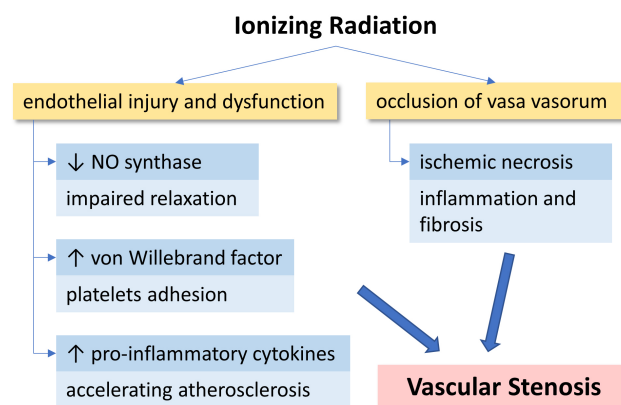 Ionizing Radiation
endothelial injury and dysfunction
↓ NO synthase
impaired relaxation
↑ von Willebrand factor
platelets adhesion
↑ pro-inflammatory cytokines
accelerating atherosclerosis
occlusion of vasa vasorum
ischemic necrosis
inflammation and
fibrosis
Vascular Stenosis